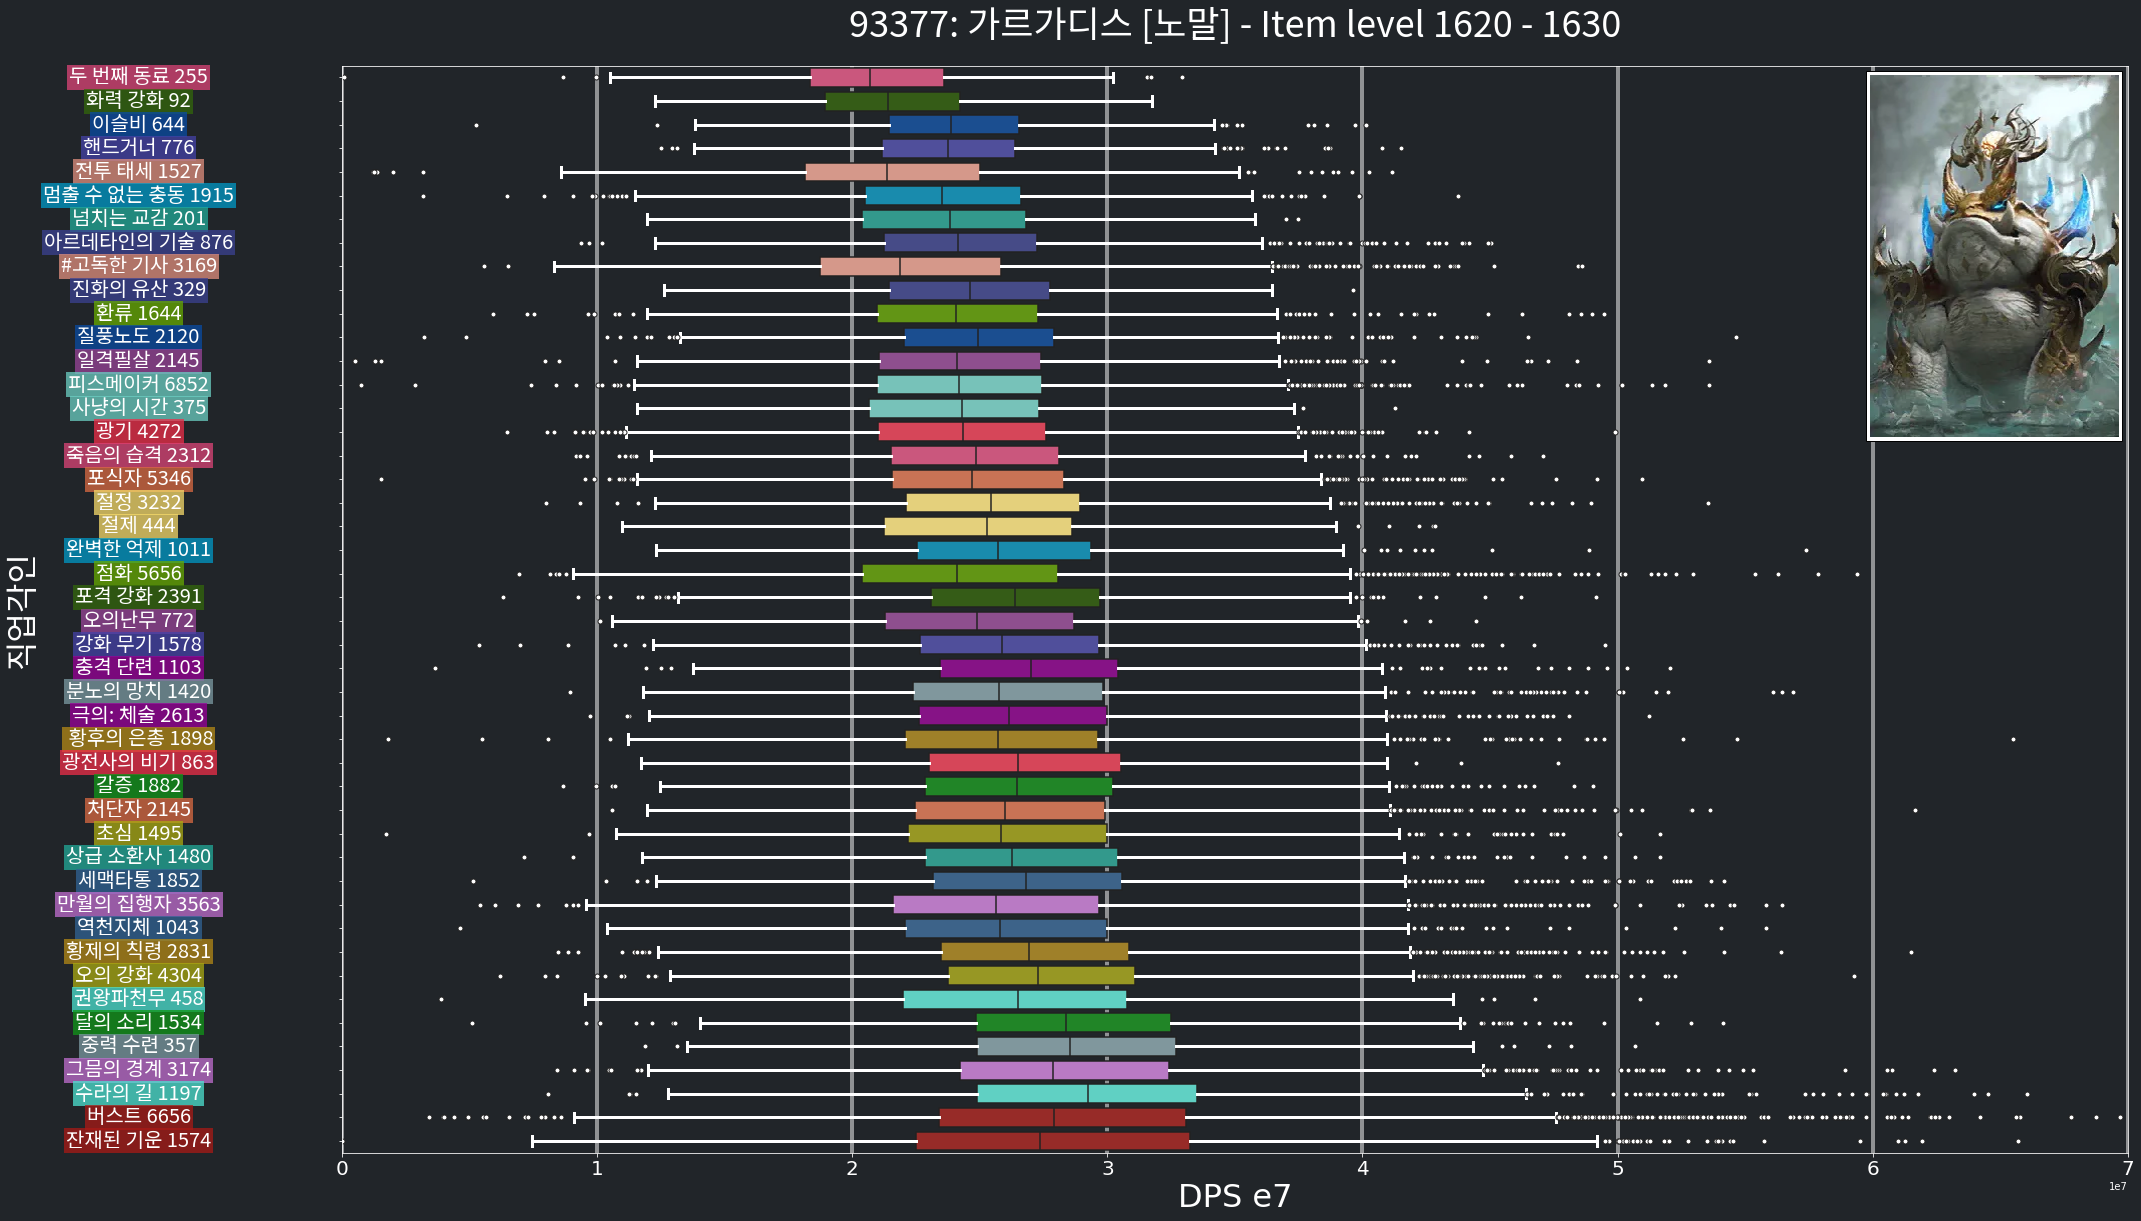 93377: 가르가디스 [노말] - Item level 1620 - 1630
두 번째 동료 255
화력 강화 92
이슬비 644
핸드거너 776
전투 태세 1527
멈출 수 없는 충동 1915
넘치는 교감 201
아르데타인의 기술 876
#고독한 기사 3169
진화의 유산 329
환류 1644
질풍노도 2120
일격필살 2145
피스메이커 6852
사냥의 시간 375
광기 4272
죽음의 습격 2312
포식자 5346
절정 3232
절제 444
완벽한 억제 1011
점화 5656
포격 강화 2391
오의난무 772
강화 무기 1578
충격 단련 1103
분노의 망치 1420
극의: 체술 2613
황후의 은총 1898
광전사의 비기 863
갈증 1882
처단자 2145
초심 1495
상급 소환사 1480
세맥타통 1852
만월의 집행자 3563
역천지체 1043
황제의 칙령 2831
오의 강화 4304
권왕파천무 458
달의 소리 1534
중력 수련 357
그믐의 경계 3174
수라의 길 1197
버스트 6656
잔재된 기운 1574
직업각인
0 1 2 3 4 5 6 7
1e7
DPS e7